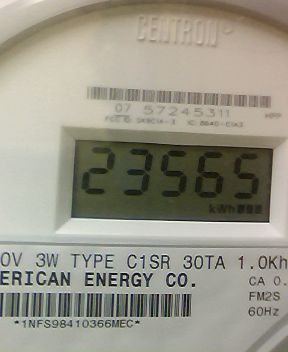 CENTRON
07 57245311
23565
kWh
0V 3W TYPE C1SR 30TA 1.0Kh
ERICAN ENERGY CO.
CA 0.
FM2S
60Hz
*1NFS98410366MEC*